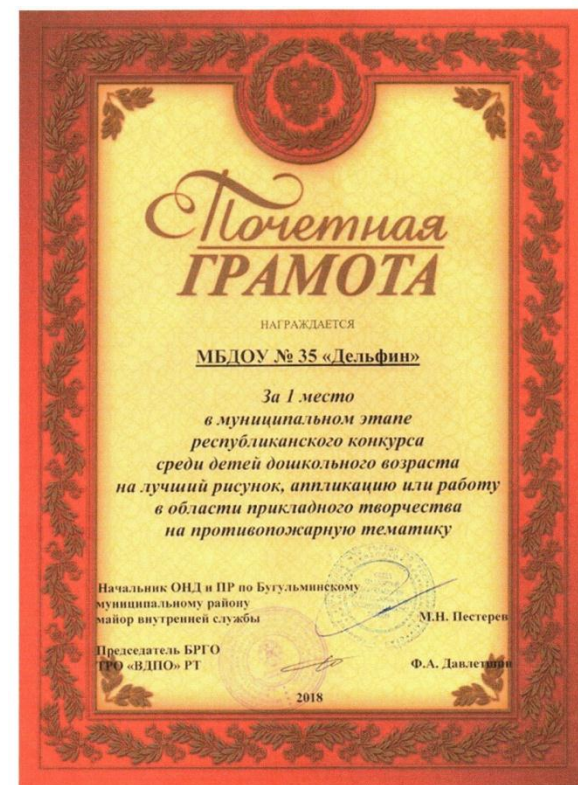 Почетная
ГРАМОТА
НАГРАЖДАЕТСЯ
МБДОУ № 35 «Дельфин»
За 1 место
в муниципальном этапе
республиканского конкурса
среди детей дошкольного возраста
на лучший рисунок, аппликацию или работу
в области прикладного творчества
на противопожарную тематику
Начальник ОНД и ПР по Бугульминскому
муниципальному району
майор внутренней службы М.Н. Пестерев
Председатель БРГО
ТРО «ВДПО» РТ Ф.А. Давлетшин
2018